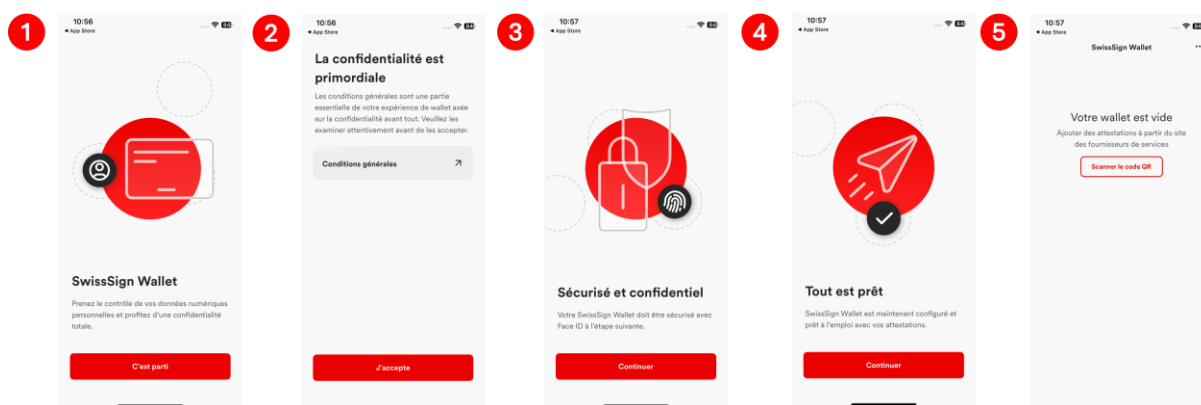 1
10:56
◀ App Store
84
SwissSign Wallet
Prenez le contrôle de vos données numériques
personnelles et profitez d'une confidentialité
totale.
C'est parti
2
10:56
◀ App Store
84
La confidentialité est
primordiale
Les conditions générales sont une partie
essentielle de votre expérience de wallet axée
sur la confidentialité avant tout. Veuillez les
examiner attentivement avant de les accepter.
Conditions générales
J'accepte
3
10:57
◀ App Store
84
Sécurisé et confidentiel
Votre SwissSign Wallet doit être sécurisé avec
Face ID à l'étape suivante.
Continuer
4
10:57
◀ App Store
84
Tout est prêt
SwissSign Wallet est maintenant configuré et
prêt à l'emploi avec vos attestations.
Continuer
5
10:57
◀ App Store
84
SwissSign Wallet
Votre wallet est vide
Ajouter des attestations à partir du site
des fournisseurs de services
Scanner le code QR